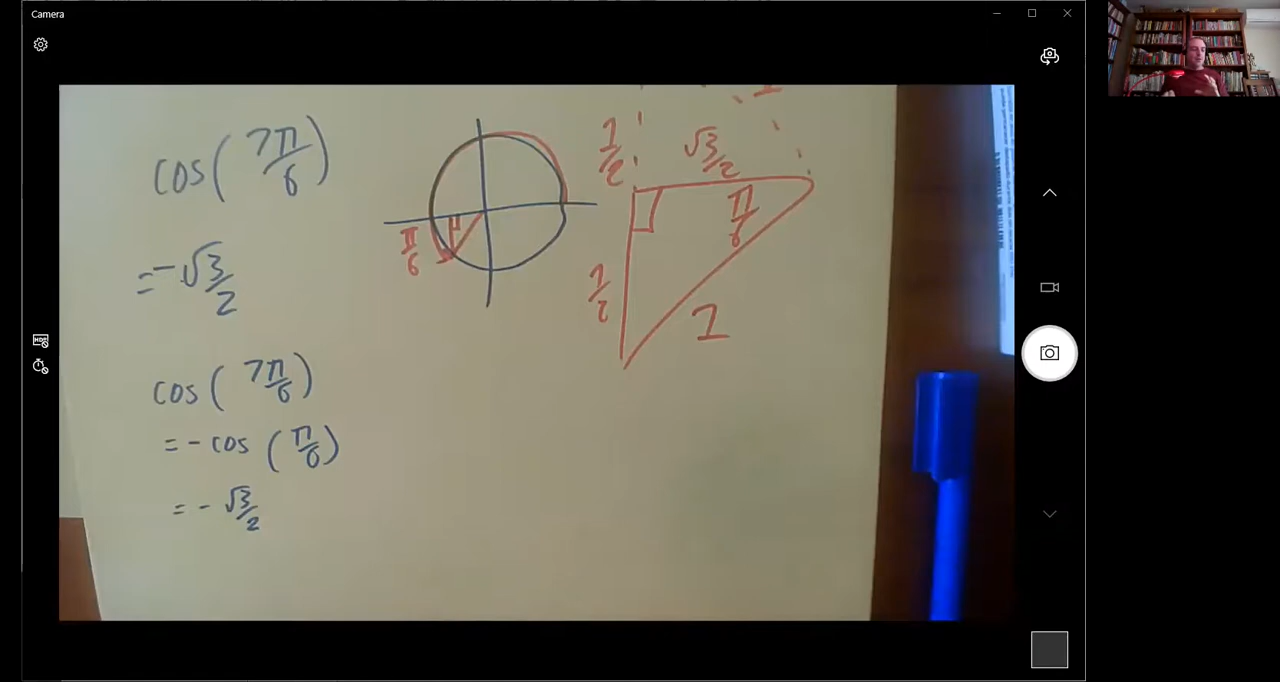 Camera
cos(7π/6)
= -√3/2
cos(7π/6)
= - cos(π/6)
= - √3/2
π/6
1/2
√3/2
π/6
1/2
1